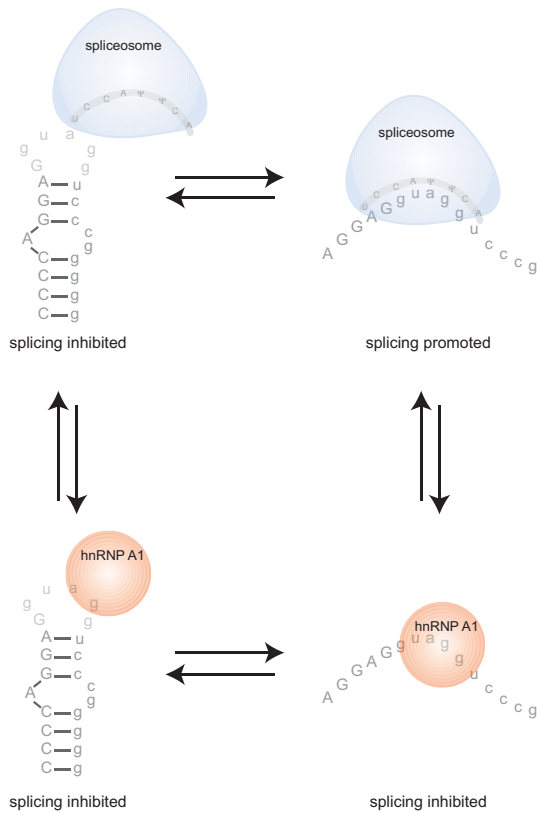 spliceosome
U C C A Ψ Ψ C A
g u a g
G g
A u
G c
G c
A c
g
C g
C g
C g
C g
splicing inhibited
spliceosome
U C C A Ψ Ψ C A
A G G A G g u a g g u c c c g
splicing promoted
hnRNP A1
g u a g
G g
A u
G c
G c
A c
g
C g
C g
C g
C g
splicing inhibited
hnRNP A1
A G G A G g u a g g u c c c g
splicing inhibited